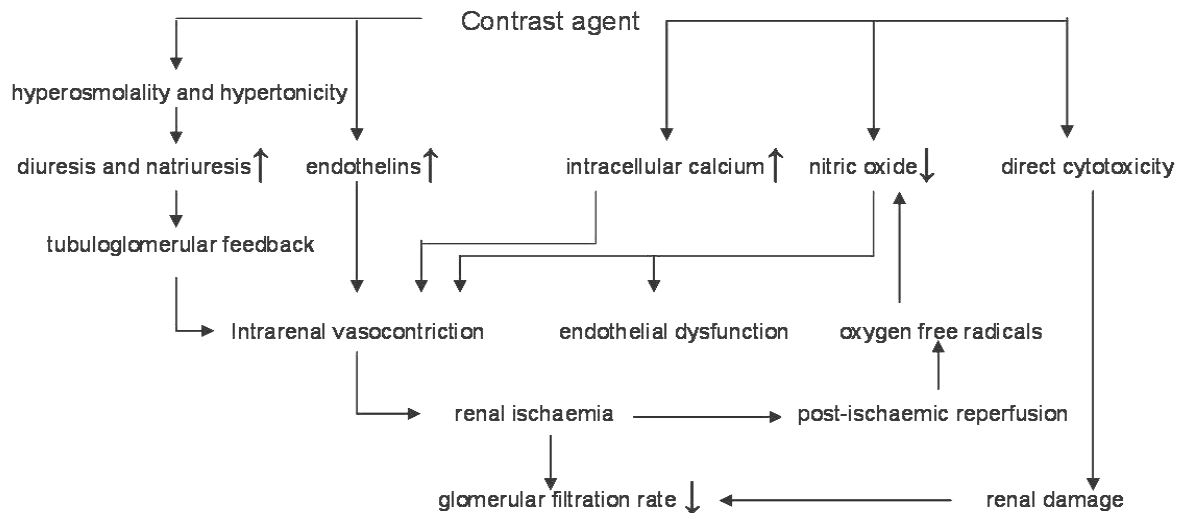 Contrast agent
hyperosmolality and hypertonicity
diuresis and natriuresis
endothelins
intracellular calcium
nitric oxide
direct cytotoxicity
tubuloglomerular feedback
Intrarenal vasocontriction
endothelial dysfunction
oxygen free radicals
renal ischaemia
post-ischaemic reperfusion
glomerular filtration rate
renal damage